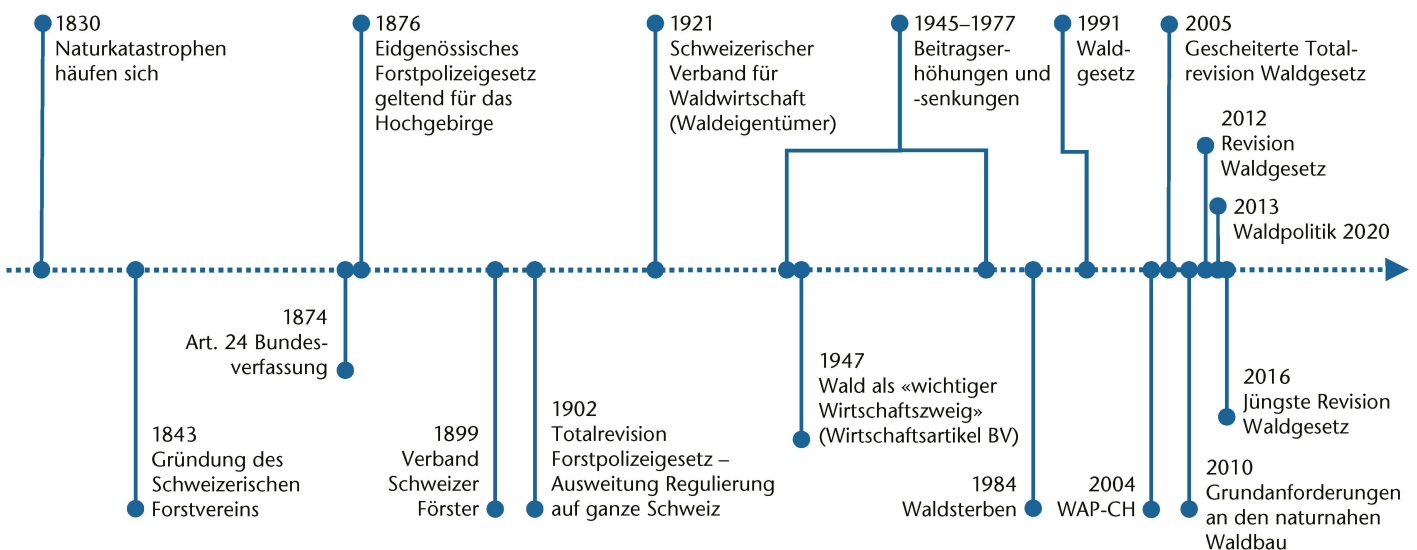 1830
Naturkatastrophen
häufen sich
1876
Eidgenössisches
Forstpolizeigesetz
geltend für das
Hochgebirge
1921
Schweizerischer
Verband für
Waldwirtschaft
(Waldeigentümer)
1945–1977
Beitragser-
höhungen und
-senkungen
1991
Wald-
gesetz
2005
Gescheiterte Total-
revision Waldgesetz
2012
Revision
Waldgesetz
2013
Waldpolitik 2020
1843
Gründung des
Schweizerischen
Forstvereins
1874
Art. 24 Bundes-
verfassung
1899
Verband
Schweizer
Förster
1902
Totalrevision
Forstpolizeigesetz –
Ausweitung Regulierung
auf ganze Schweiz
1947
Wald als «wichtiger
Wirtschaftszweig»
(Wirtschaftsartikel BV)
1984
Waldsterben
2004
WAP-CH
2010
Grundanforderungen
an den naturnahen
Waldbau
2016
Jüngste Revision
Waldgesetz